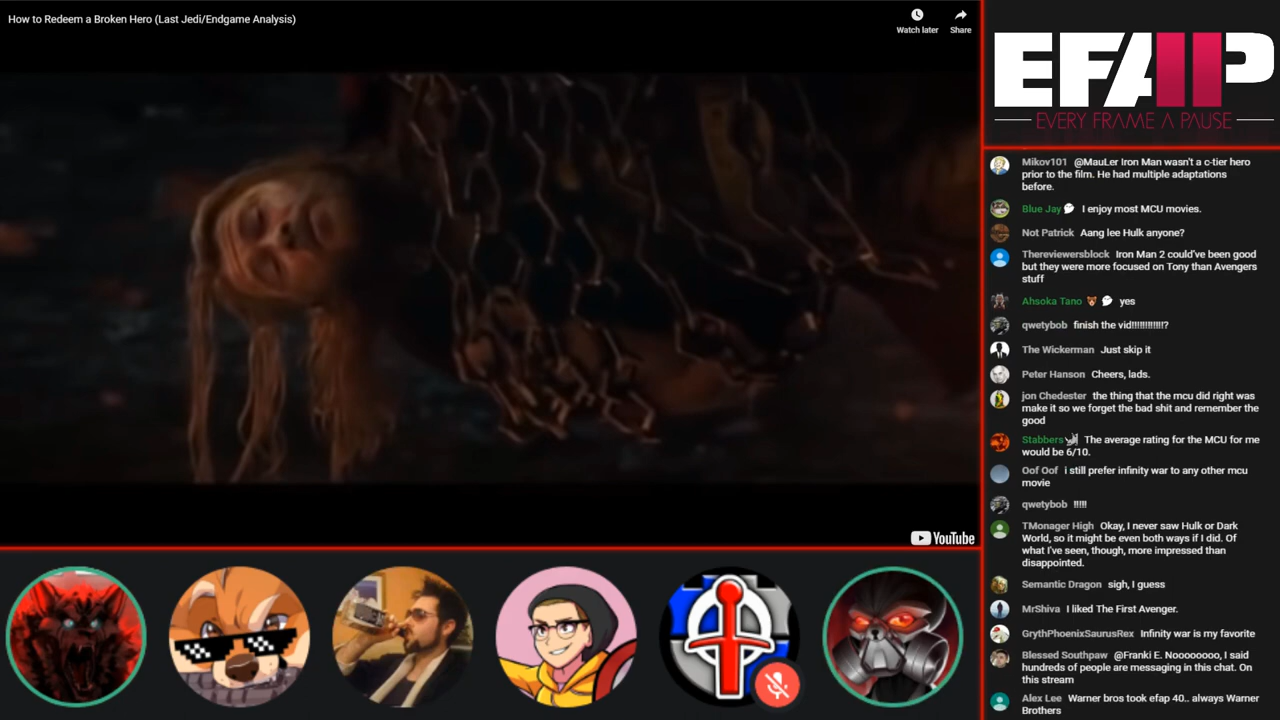 How to Redeem a Broken Hero (Last Jedi/Endgame Analysis)
Watch later
Share
YouTube
EFAP
EVERY FRAME A PAUSE
Mikov101 @MauLer Iron Man wasn't a c-tier hero
prior to the film. He had multiple adaptations
before.
Blue Jay I enjoy most MCU movies.
Not Patrick Aang lee Hulk anyone?
Thereviewersblock Iron Man 2 could've been good
but they were more focused on Tony than Avengers
stuff
Ahsoka Tano yes
qwetybob finish the vid!!!!!!!!!!!!?
The Wickerman Just skip it
Peter Hanson Cheers, lads.
jon Chedester the thing that the mcu did right was
make it so we forget the bad shit and remember the
good
Stabbers The average rating for the MCU for me
would be 6/10.
Oof Oof i still prefer infinity war to any other mcu
movie
qwetybob !!!!!
TMonager High Okay, I never saw Hulk or Dark
World, so it might be even both ways if I did. Of
what I've seen, though, more impressed than
disappointed.
Semantic Dragon sigh, I guess
MrShiva I liked The First Avenger.
GrythPhoenixSaurusRex Infinity war is my favorite
Blessed Southpaw @Franki E. Noooooooo, I said
hundreds of people are messaging in this chat. On
this stream
Alex Lee Warner bros took efap 40.. always Warner
Brothers